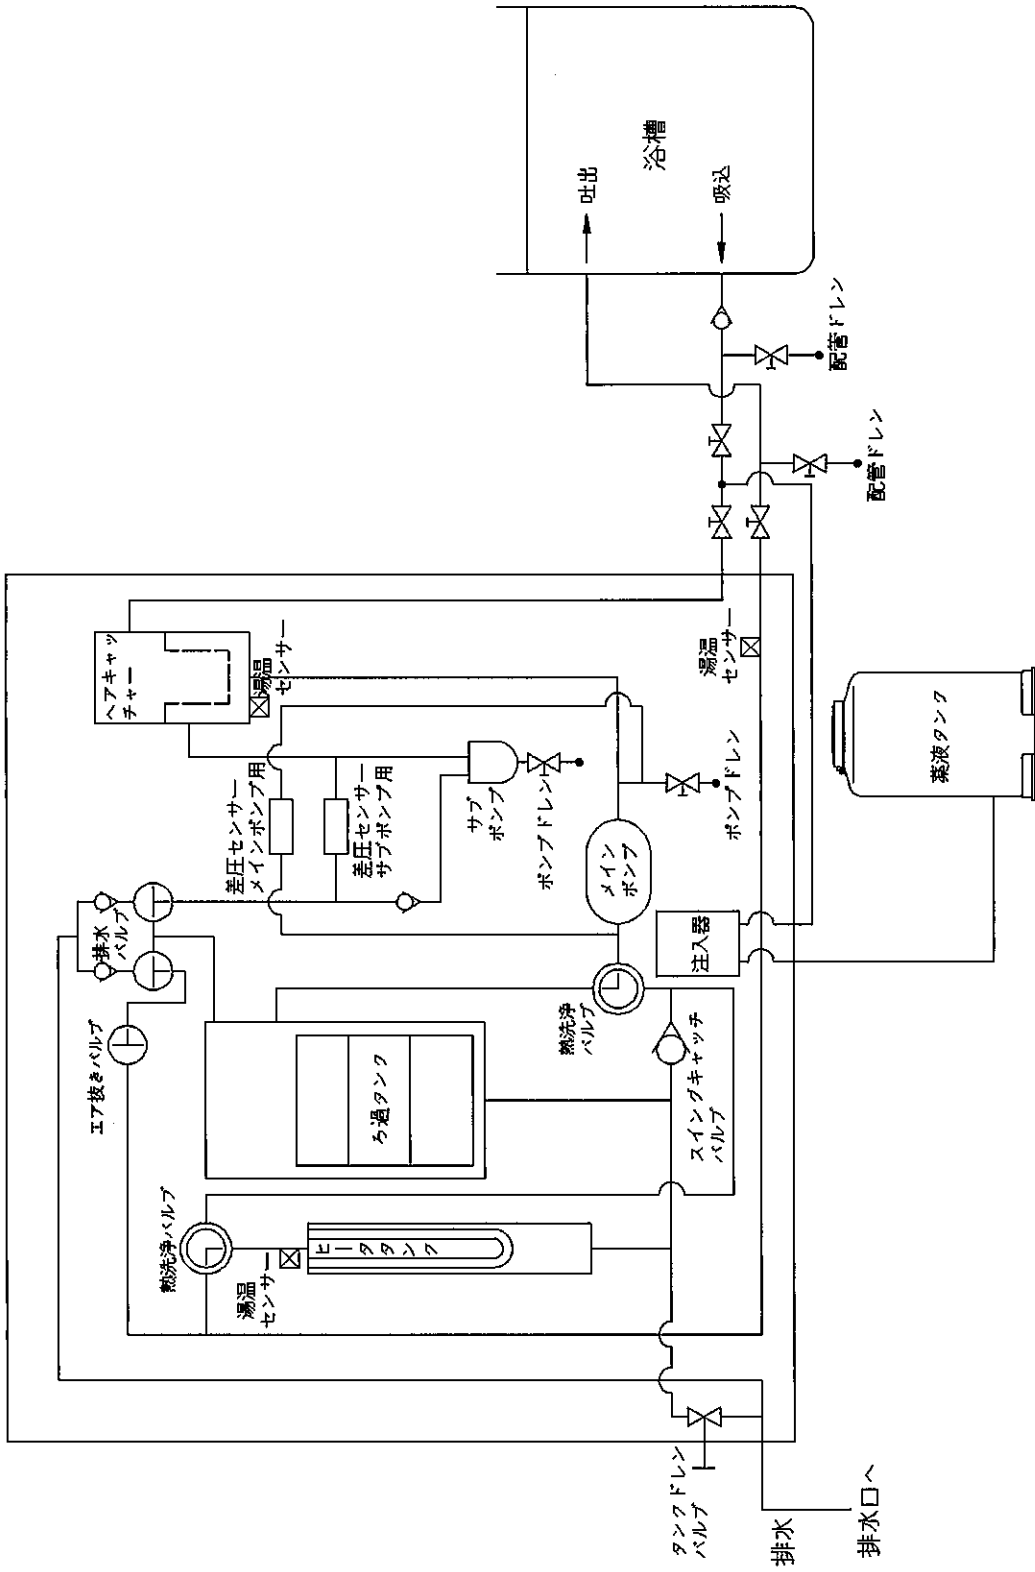 浴槽
吐出
吸込
配管ドレン
配管ドレン
ヘアキャッ
チャー
湯温
センサー
湯温
センサー
差圧センサー
メインポンプ用
差圧センサー
サブポンプ用
サブ
ポンプ
ポンプドレン
ポンプドレン
メイン
ポンプ
薬液タンク
注入器
排水
バルブ
エア抜きバルブ
熱洗浄
バルブ
ろ過タンク
スイングキャッチ
バルブ
熱洗浄バルブ
湯温
センサー
ヒータタンク
タンクドレン
バルブ
排水
排水口へ